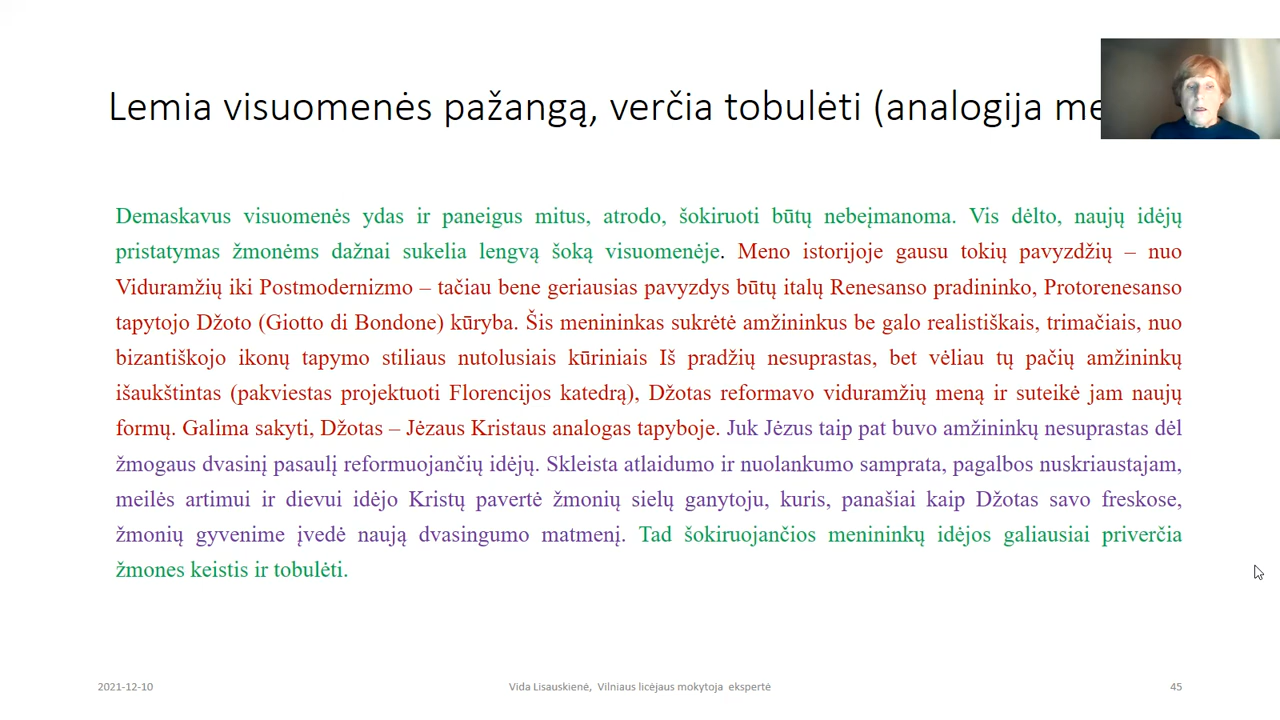 Lemia visuomenės pažangą, verčia tobulėti (analogija
Demaskavus visuomenės ydas ir paneigus mitus, atrodo, šokiruoti būtų nebeįmanoma. Vis dėlto, naujų idėjų
pristatymas žmonėms dažnai sukelia lengvą šoką visuomenėje. Meno istorijoje gausu tokių pavyzdžių – nuo
Viduramžių iki Postmodernizmo – tačiau bene geriausias pavyzdys būtų italų Renesanso pradininko, Protorenesanso
tapytojo Džoto (Giotto di Bondone) kūryba. Šis menininkas sukrėtė amžininkus be galo realistiškais, trimačiais, nuo
bizantiškojo ikonų tapymo stiliaus nutolusiais kūriniais Iš pradžių nesuprastas, bet vėliau tų pačių amžininkų
išaukštintas (pakviestas projektuoti Florencijos katedrą), Džotas reformavo viduramžių meną ir suteikė jam naujų
formų. Galima sakyti, Džotas – Jėzaus Kristaus analogas tapyboje. Juk Jėzus taip pat buvo amžininkų nesuprastas dėl
žmogaus dvasinį pasaulį reformuojančių idėjų. Skleista atlaidumo ir nuolankumo samprata, pagalbos nuskriaustajam,
meilės artimui ir dievui idėjo Kristų pavertė žmonių sielų ganytoju, kuris, panašiai kaip Džotas savo freskose,
žmonių gyvenime įvedė naują dvasingumo matmenį. Tad šokiruojančios menininkų idėjos galiausiai priverčia
žmones keistis ir tobulėti.
2021-12-10
Vida Lisauskienė, Vilniaus licėjaus mokytoja ekspertė
45